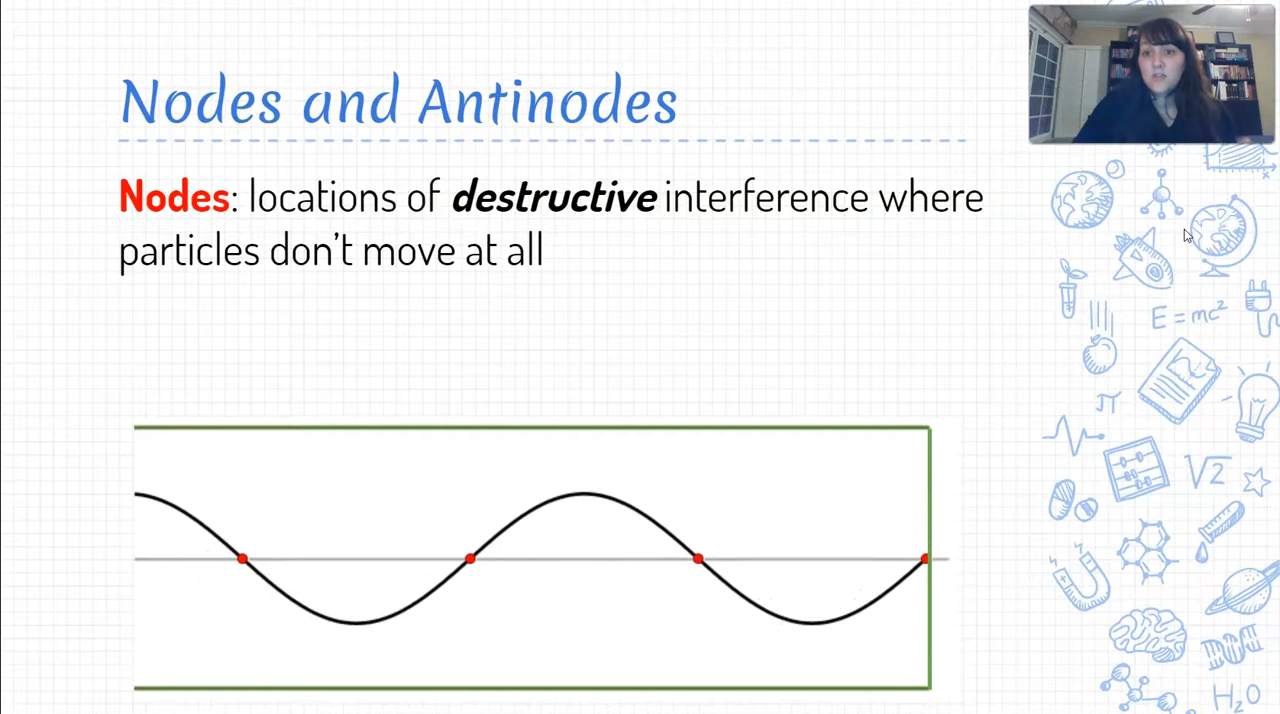 Nodes and Antinodes
Nodes: locations of destructive interference where
particles don’t move at all
E = mc²
π
√2
H₂O